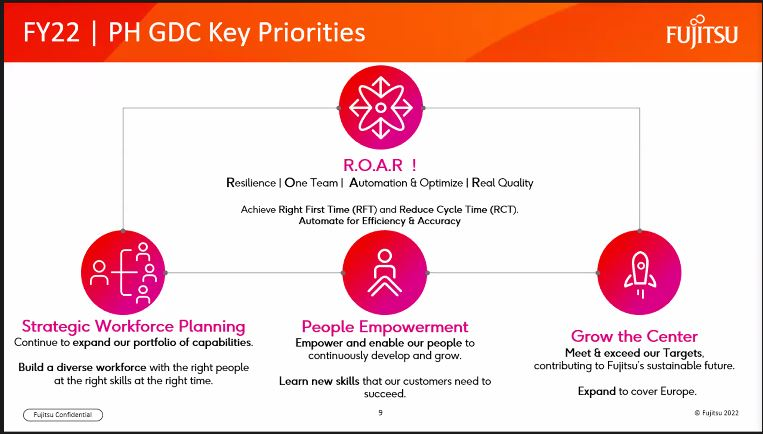 FY22 | PH GDC Key Priorities
FUJITSU
R.O.A.R !
Resilience | One Team | Automation & Optimize | Real Quality
Achieve Right First Time (RFT) and Reduce Cycle Time (RCT).
Automate for Efficiency & Accuracy
Strategic Workforce Planning
Continue to expand our portfolio of capabilities.
Build a diverse workforce with the right people
at the right skills at the right time.
People Empowerment
Empower and enable our people to
continuously develop and grow.
Learn new skills that our customers need to
succeed.
Grow the Center
Meet & exceed our Targets,
contributing to Fujitsu's sustainable future.
Expand to cover Europe.
Fujitsu Confidential
9
© Fujitsu 2022